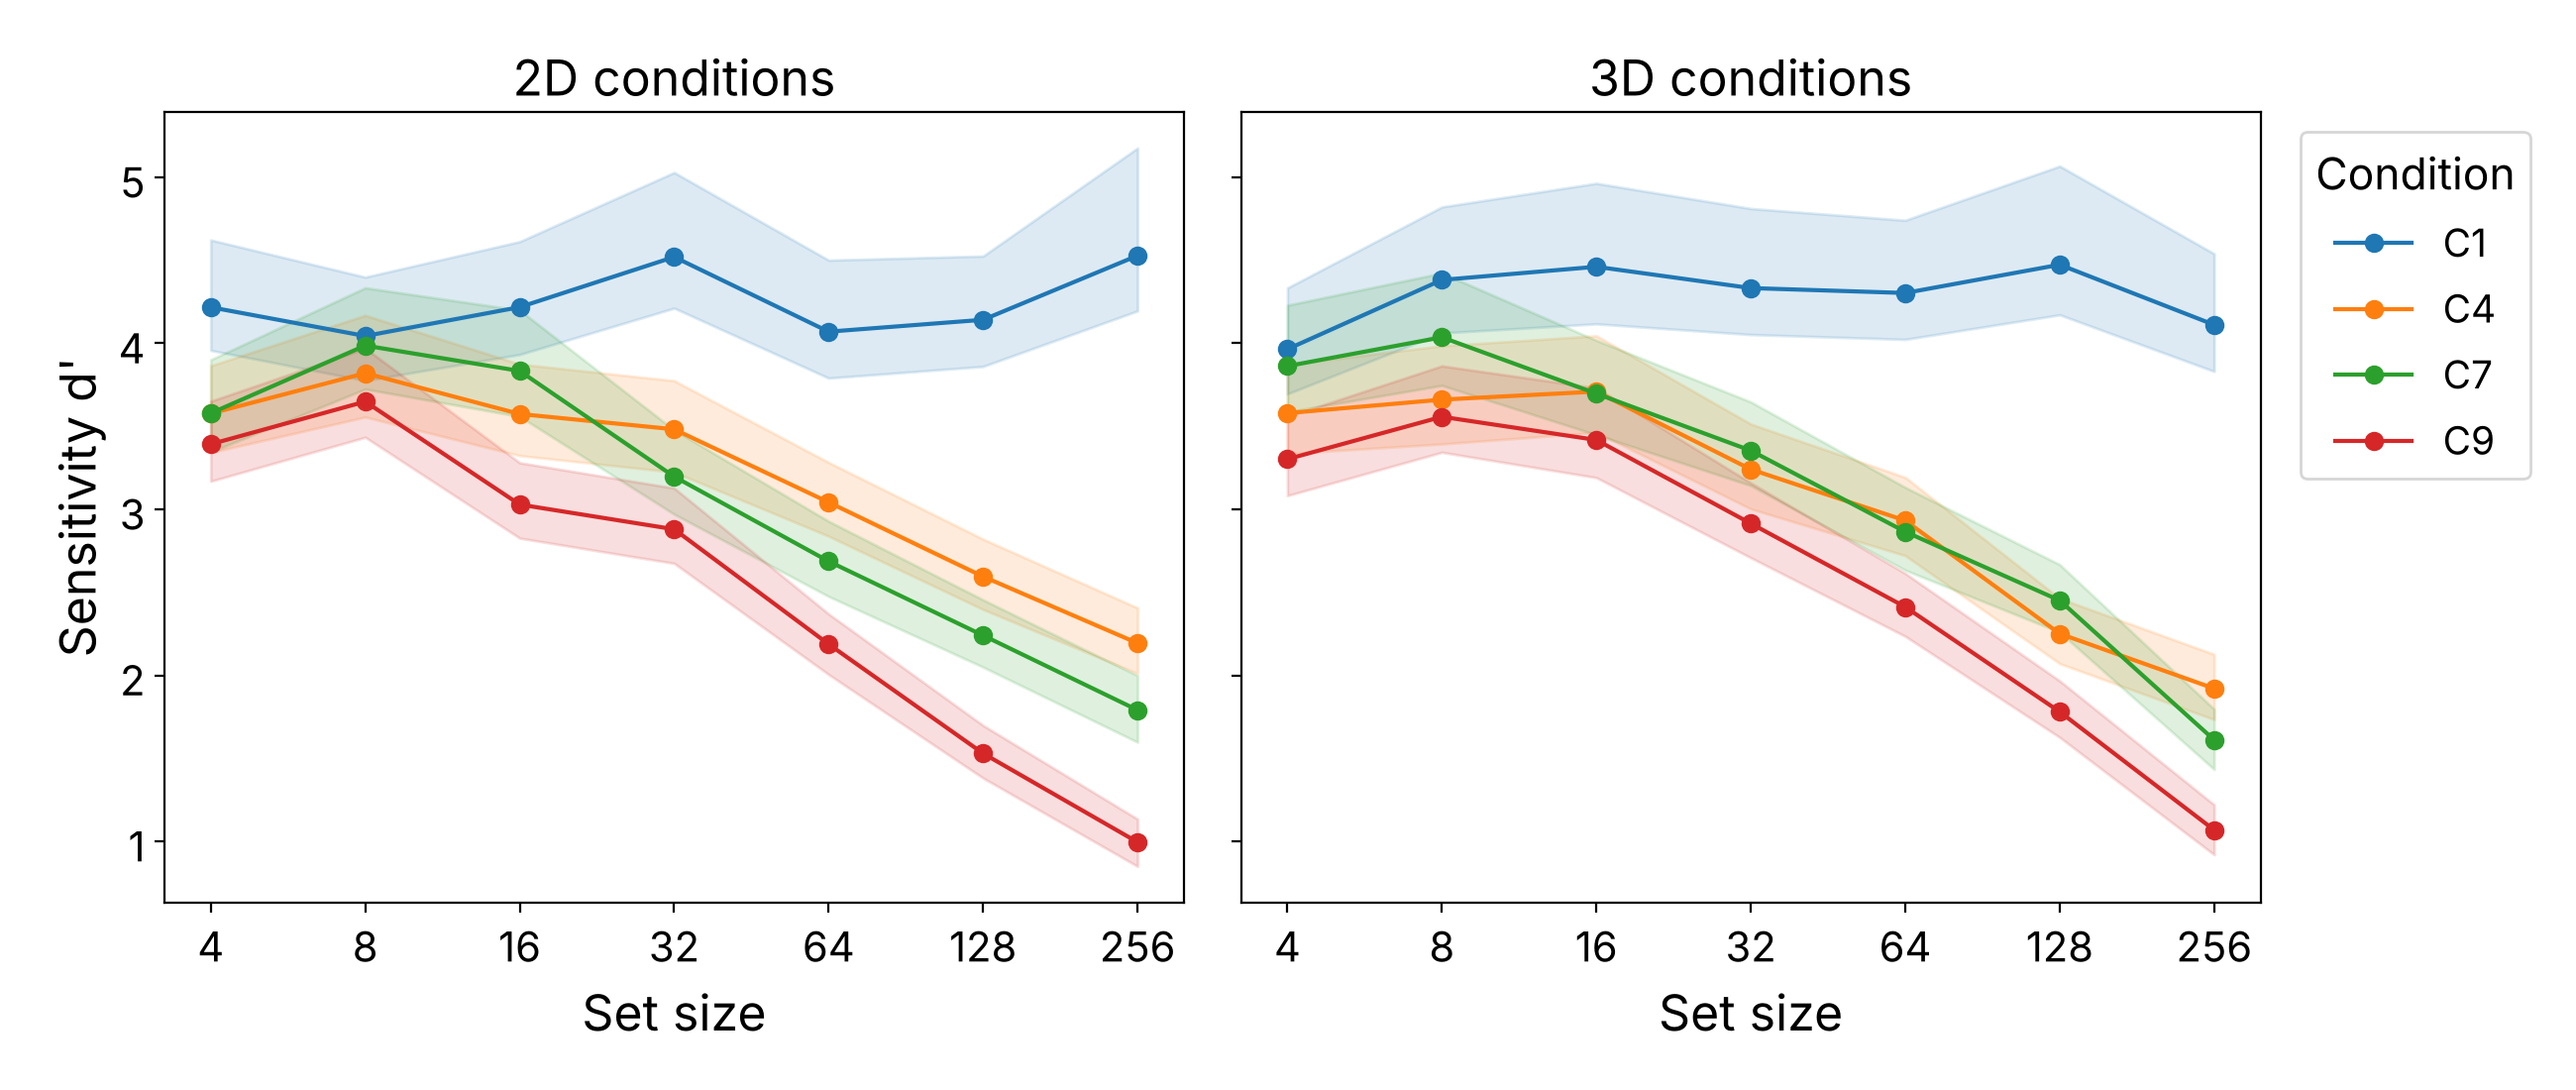 2D conditions
3D conditions
Sensitivity d'
5
4
3
2
1
4 8 16 32 64 128 256
4 8 16 32 64 128 256
Set size
Set size
Condition
C1
C4
C7
C9